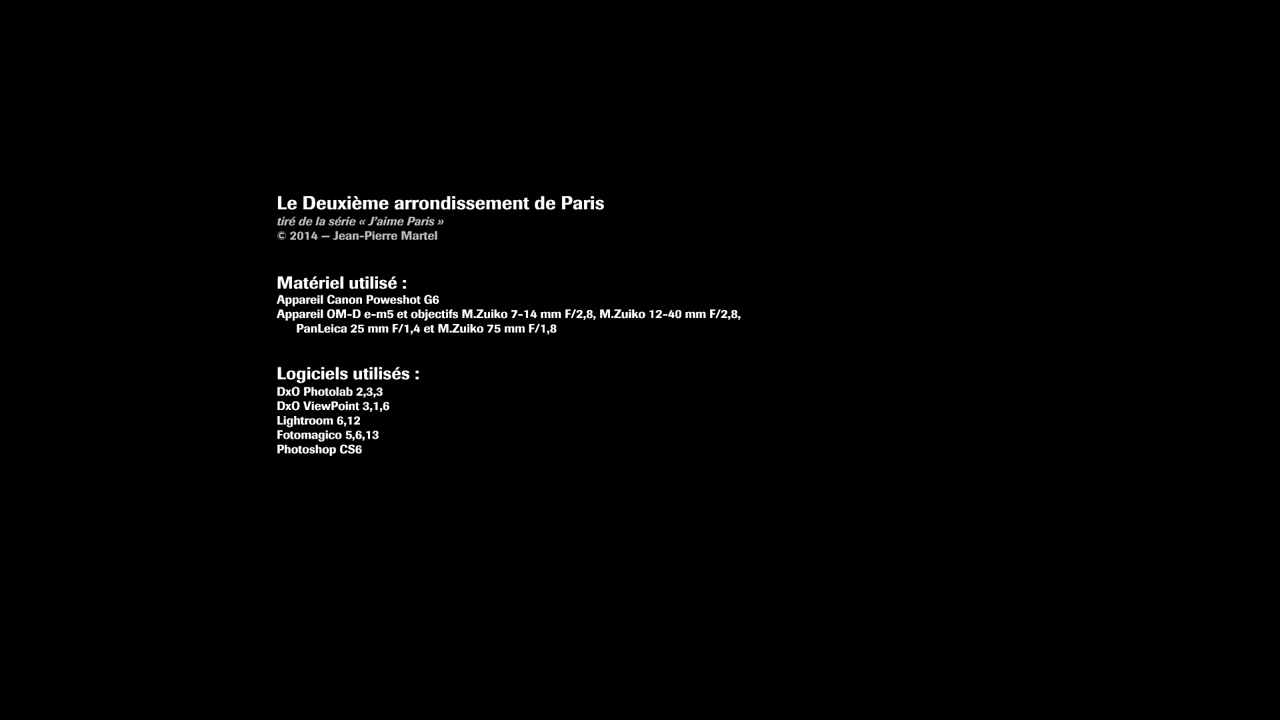 Le Deuxième arrondissement de Paris
tiré de la série « J'aime Paris »
© 2014 — Jean-Pierre Martel
Matériel utilisé :
Appareil Canon Poweshot G6
Appareil OM-D e-m5 et objectifs M.Zuiko 7-14 mm F/2,8, M.Zuiko 12-40 mm F/2,8,
PanLeica 25 mm F/1,4 et M.Zuiko 75 mm F/1,8
Logiciels utilisés :
DxO Photolab 2,3,3
DxO ViewPoint 3,1,6
Lightroom 6,12
Fotomagico 5,6,13
Photoshop CS6